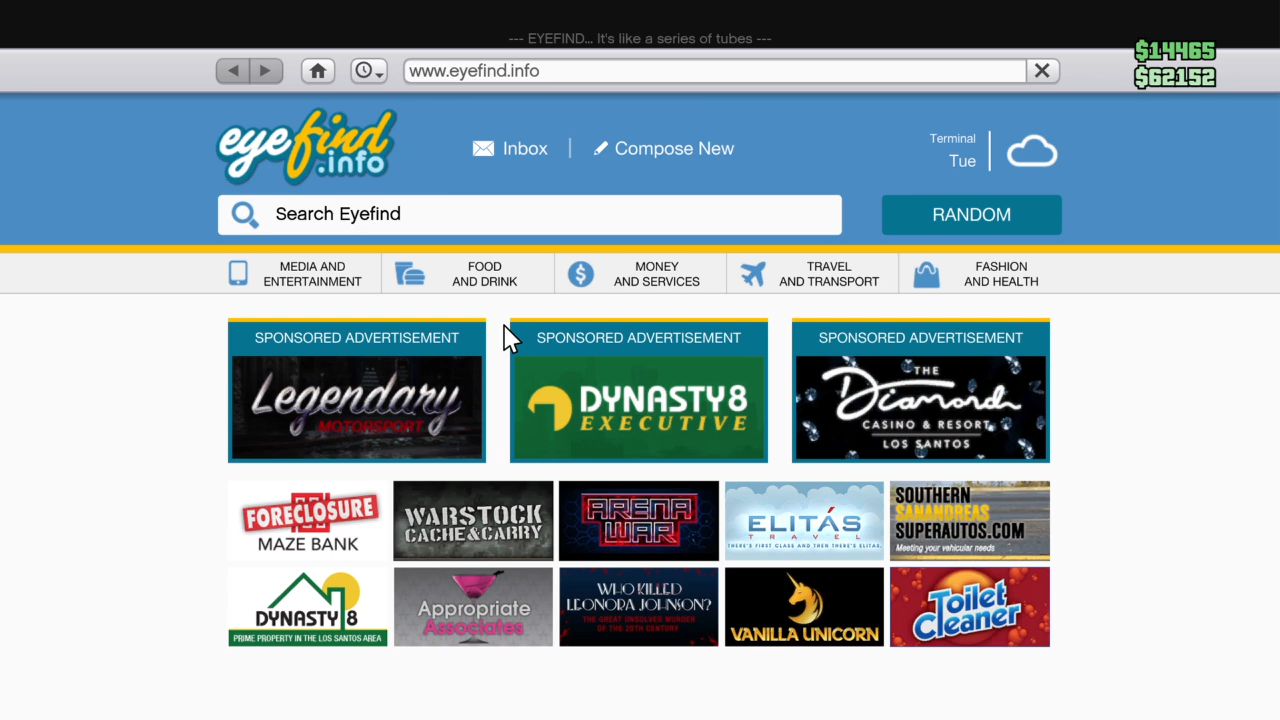 --- EYEFIND... It's like a series of tubes ---
www.eyefind.info
$14465
$62152
eyefind
.info
Inbox
Compose New
Terminal
Tue
Search Eyefind
RANDOM
MEDIA AND
ENTERTAINMENT
FOOD
AND DRINK
MONEY
AND SERVICES
TRAVEL
AND TRANSPORT
FASHION
AND HEALTH
SPONSORED ADVERTISEMENT
Legendary
MOTORSPORT
SPONSORED ADVERTISEMENT
DYNASTY8
EXECUTIVE
SPONSORED ADVERTISEMENT
THE
Diamond
CASINO & RESORT
LOS SANTOS
FORECLOSURE
MAZE BANK
WARSTOCK
CACHE&CARRY
ARENA
WAR
ELITÁS
TRAVEL
THERE'S FIRST CLASS AND THEN THERE'S ELITAS.
SOUTHERN
SANANDREAS
SUPERAUTOS.COM
Meeting your vehicular needs
DYNASTY 8
PRIME PROPERTY IN THE LOS SANTOS AREA
Appropriate
Associates
WHO KILLED
LEONORA JOHNSON?
THE GREAT UNSOLVED MURDER
OF THE 20TH CENTURY
VANILLA UNICORN
Toilet
Cleaner